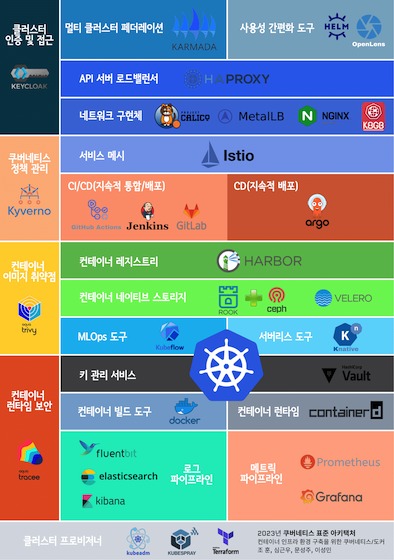 클러스터
인증 및 접근
KEYCLOAK
멀티 클러스터 페더레이션
KARMADA
사용성 간편화 도구
HELM
OpenLens
API 서버 로드밸런서
HAPROXY
네트워크 구현체
PROJECT
CALICO
MetalLB
NGINX
K8GB
쿠버네티스
정책 관리
Kyverno
서비스 메시
Istio
CI/CD(지속적 통합/배포)
GitHub Actions
Jenkins
GitLab
CD(지속적 배포)
argo
컨테이너
이미지 취약점
aqua
trivy
컨테이너 레지스트리
HARBOR
컨테이너 네이티브 스토리지
ROOK
ceph
VELERO
MLOps 도구
Kubeflow
서버리스 도구
Kn
Knative
컨테이너
런타임 보안
aqua
tracee
키 관리 서비스
HashiCorp
Vault
컨테이너 빌드 도구
docker
컨테이너 런타임
containerd
fluentbit
elasticsearch
kibana
로그
파이프라인
메트릭
파이프라인
Prometheus
Grafana
클러스터 프로비저너
kubeadm
KUBESPRAY
HashiCorp
Terraform
2023년 쿠버네티스 표준 아키텍처
컨테이너 인프라 환경 구축을 위한 쿠버네티스/도커
조 훈, 심근우, 문성주, 이성민